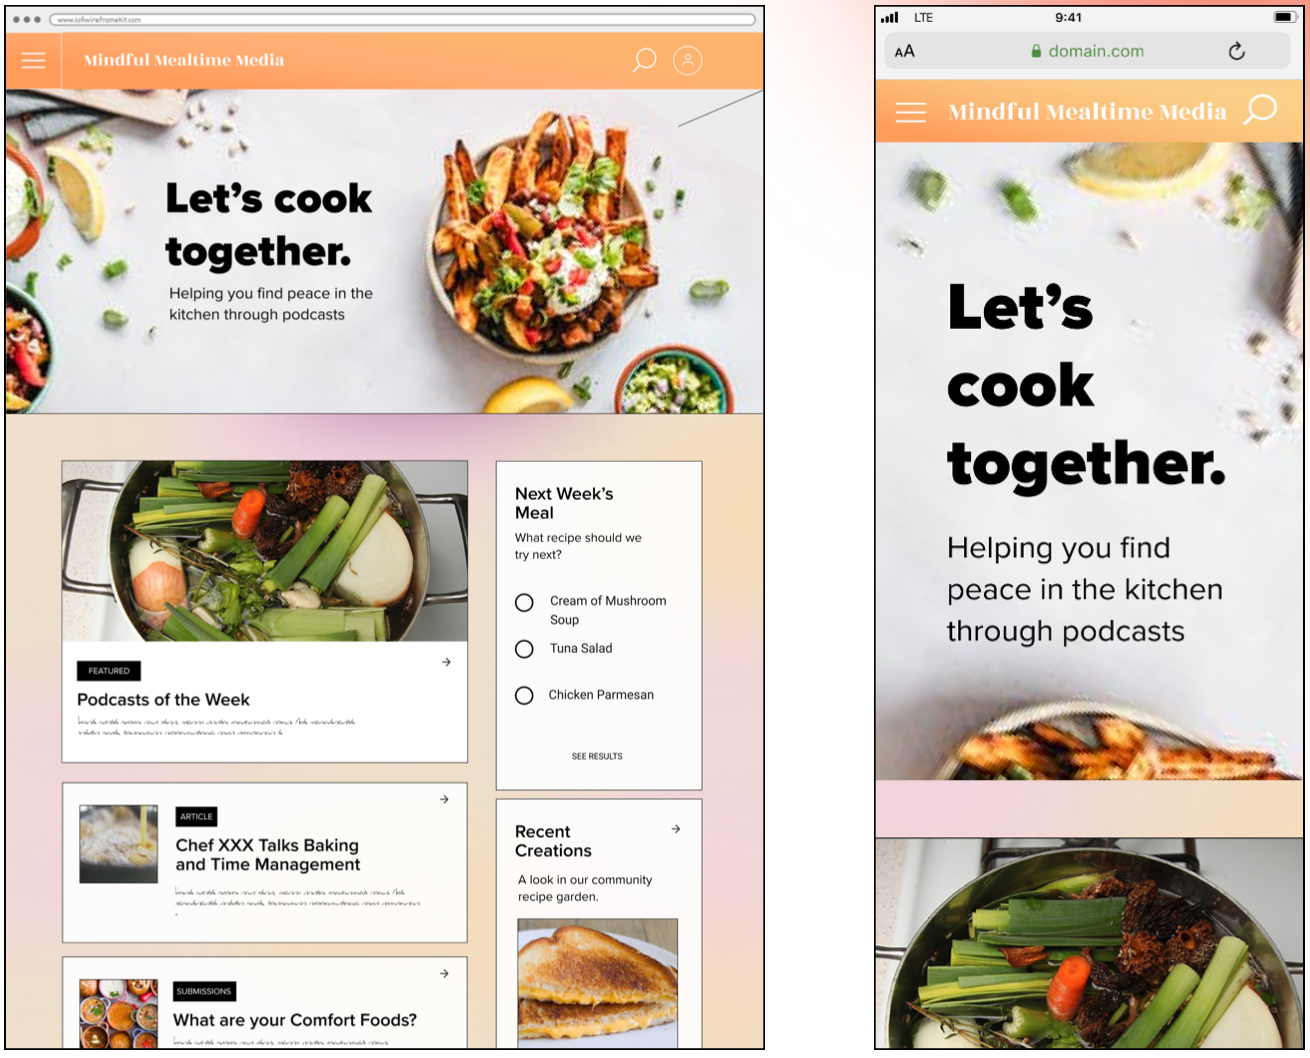 www.lofiwireframekit.com
Mindful Mealtime Media
Let's cook
together.
Helping you find peace in the
kitchen through podcasts
FEATURED
Podcasts of the Week
ARTICLE
Chef XXX Talks Baking
and Time Management
SUBMISSIONS
What are your Comfort Foods?
Next Week's
Meal
What recipe should we
try next?
Cream of Mushroom
Soup
Tuna Salad
Chicken Parmesan
SEE RESULTS
Recent
Creations
A look in our community
recipe garden.
LTE
9:41
AA
domain.com
Mindful Mealtime Media
Let's
cook
together.
Helping you find
peace in the kitchen
through podcasts